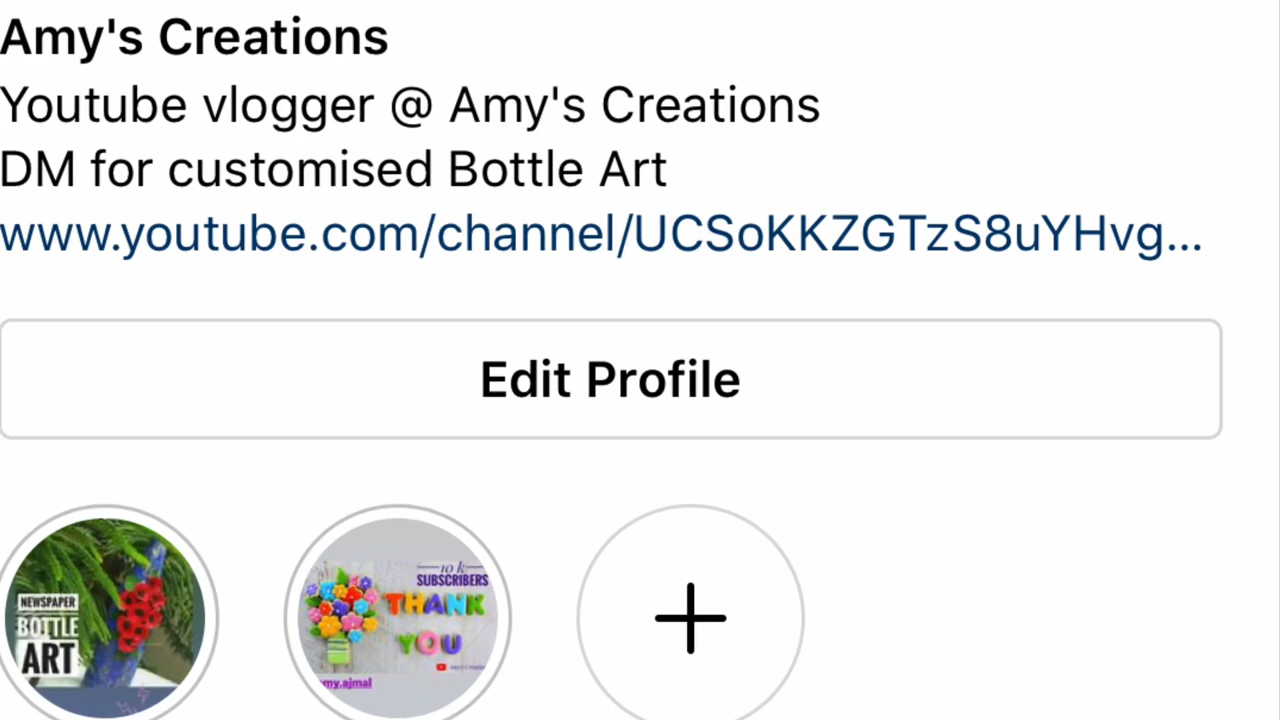 Amy's Creations
Youtube vlogger @ Amy's Creations
DM for customised Bottle Art
www.youtube.com/channel/UCSoKKZGTzS8uYHvg...
Edit Profile
NEWSPAPER
BOTTLE
ART
10 k
SUBSCRIBERS
THANK
YOU
my.ajmal